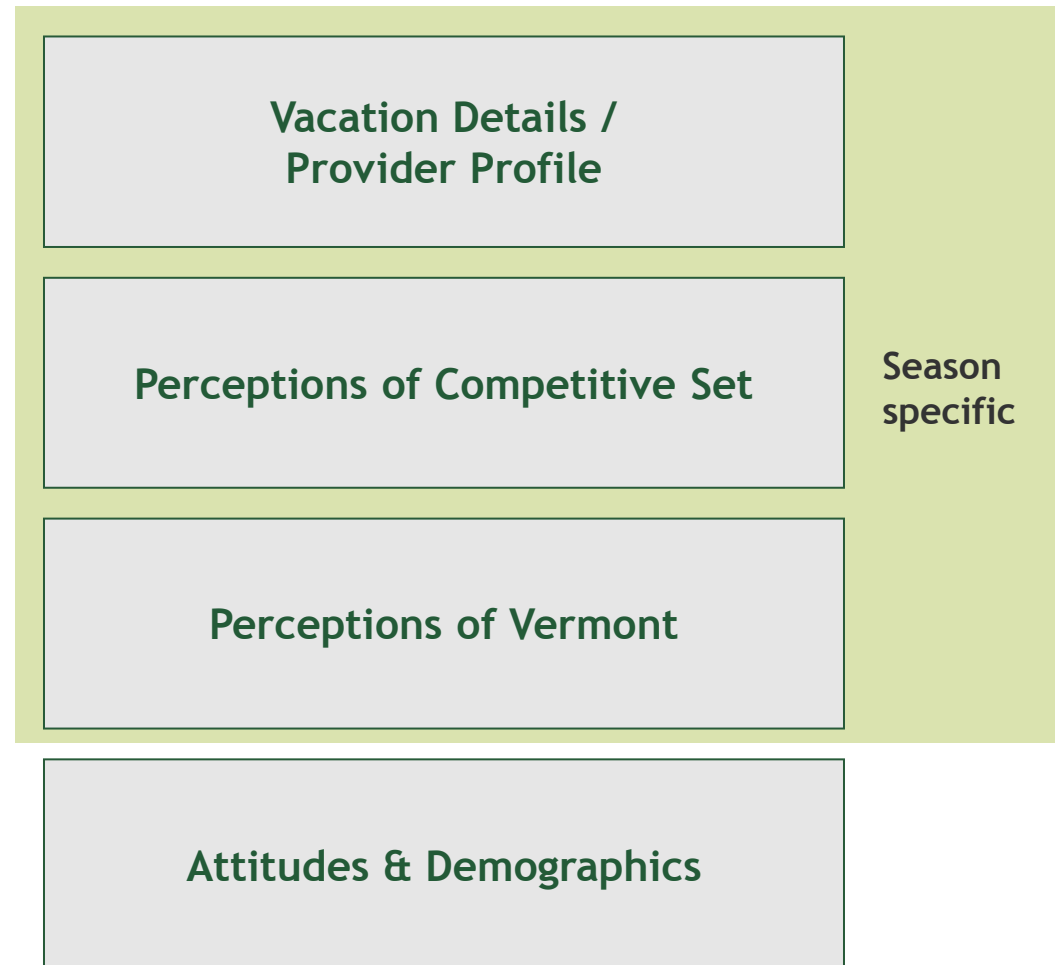 Vacation Details /
Provider Profile
Perceptions of Competitive Set
Season
specific
Perceptions of Vermont
Attitudes & Demographics